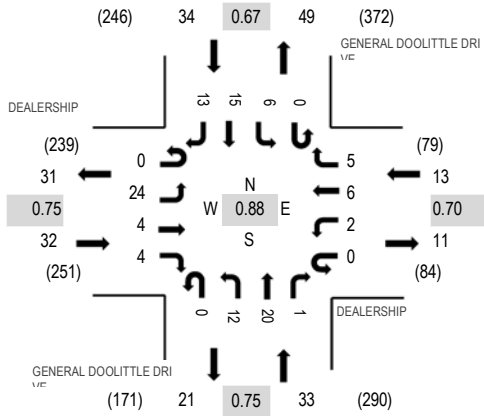 (246) 34 0.67 49 (372)
GENERAL DOOLITTLE DRI
VE
DEALERSHIP
13 15 6 0
(239) (79)
0 5
31 13
24 N 6
0.75 W 0.88 E 0.70
4 S 2
32 11
4 0
(251) (84)
0 12 20 1
DEALERSHIP
GENERAL DOOLITTLE DRI
VE
(171) 21 0.75 33 (290)